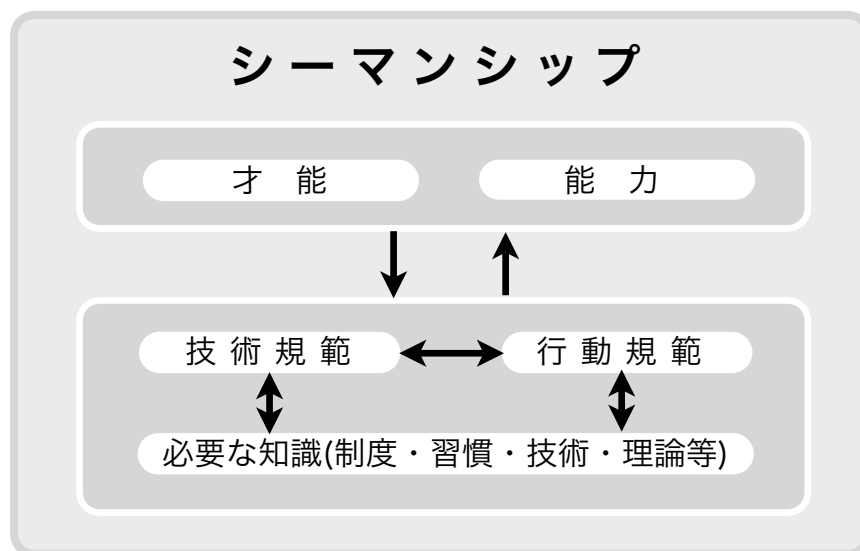 シーマンシップ
才能
能力
技術規範
行動規範
必要な知識(制度・習慣・技術・理論等)